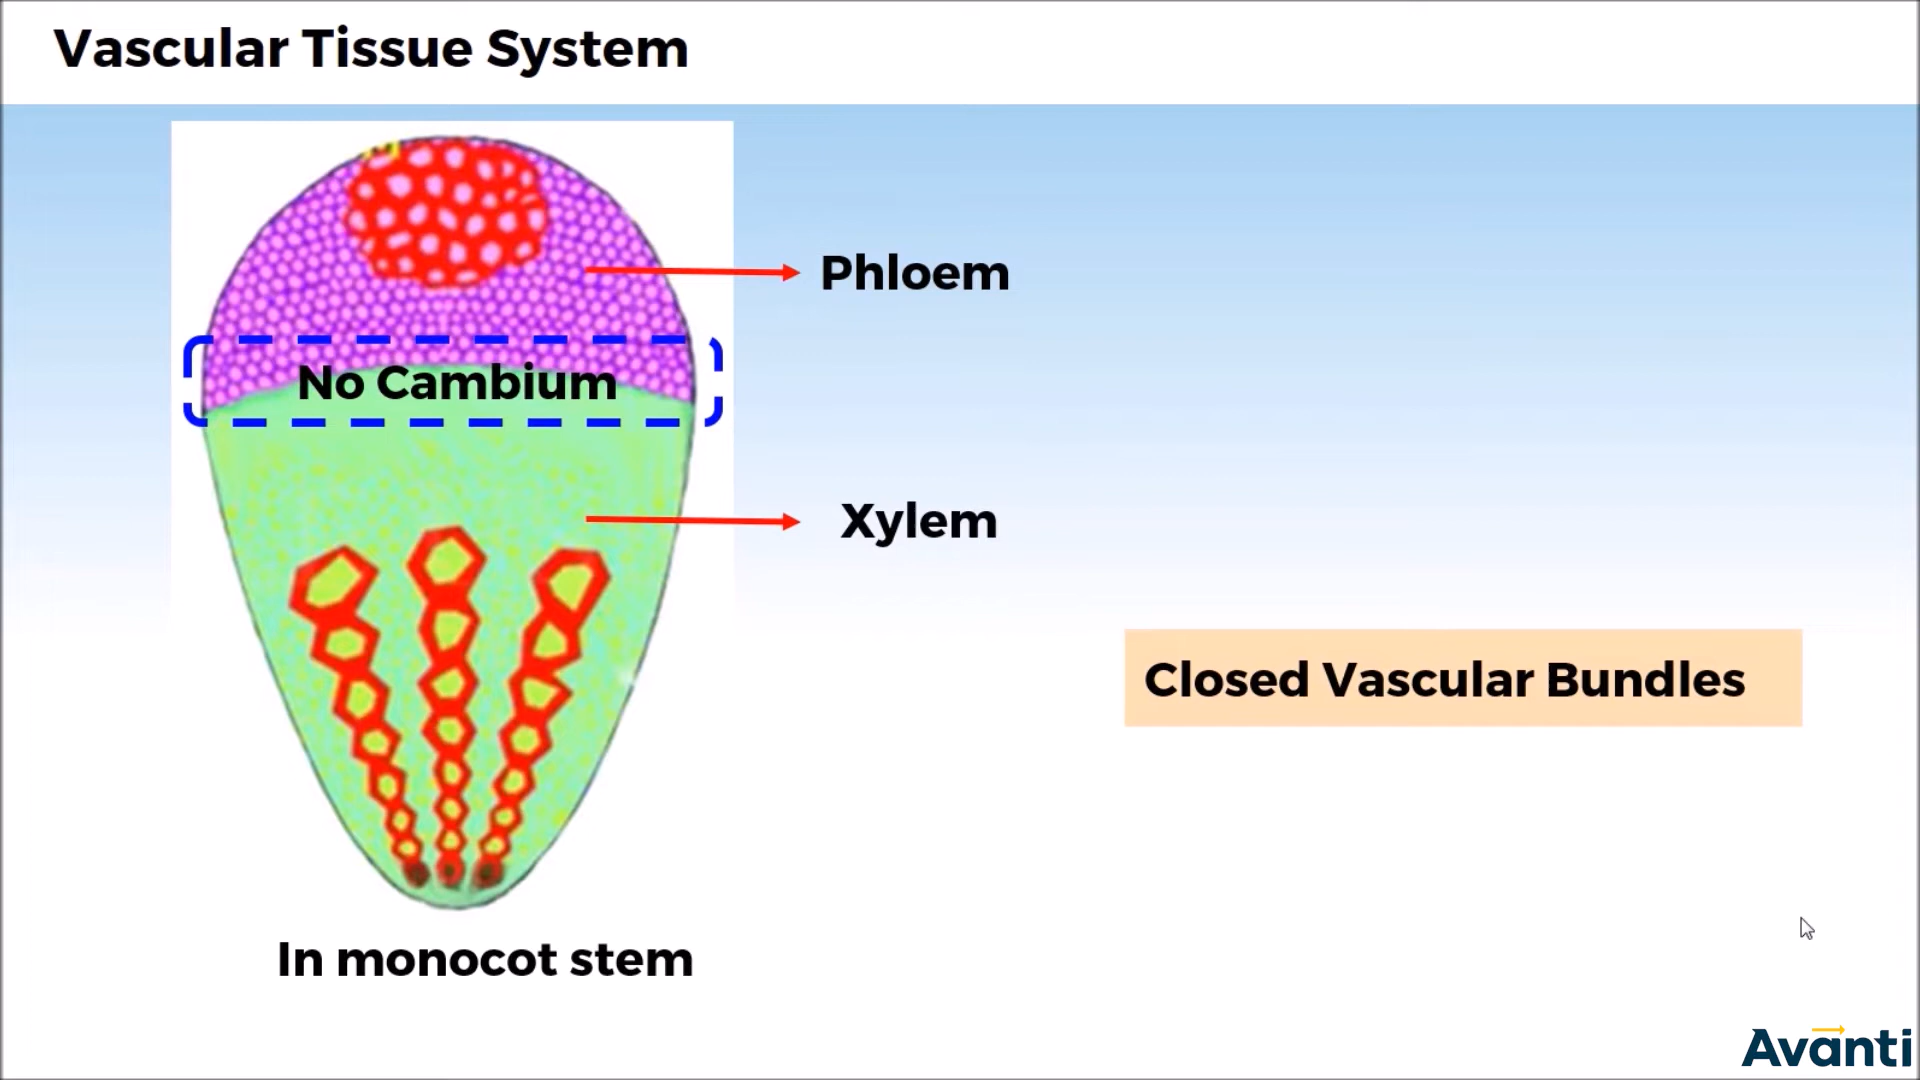 Vascular Tissue System
Phloem
No Cambium
Xylem
Closed Vascular Bundles
In monocot stem
Avanti